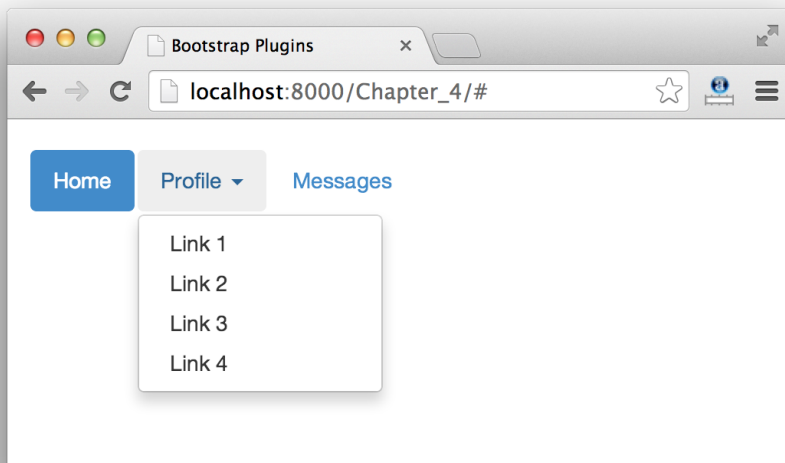 Bootstrap Plugins
localhost:8000/Chapter_4/#
Home Profile Messages
Link 1
Link 2
Link 3
Link 4